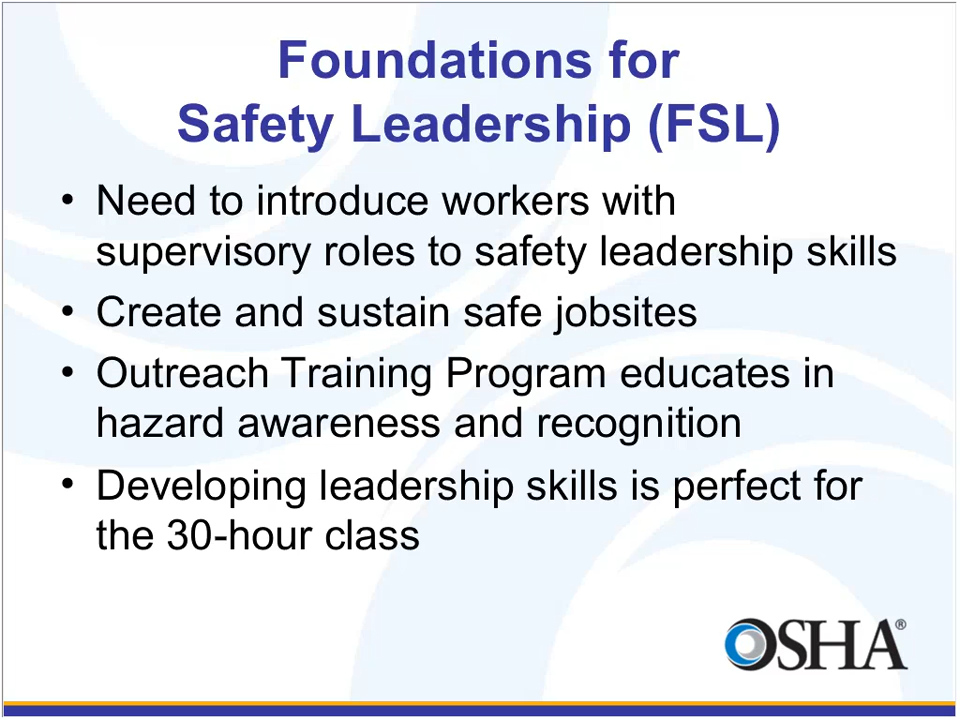 Foundations for
Safety Leadership (FSL)
• Need to introduce workers with
supervisory roles to safety leadership skills
• Create and sustain safe jobsites
• Outreach Training Program educates in
hazard awareness and recognition
• Developing leadership skills is perfect for
the 30-hour class
OSHA®